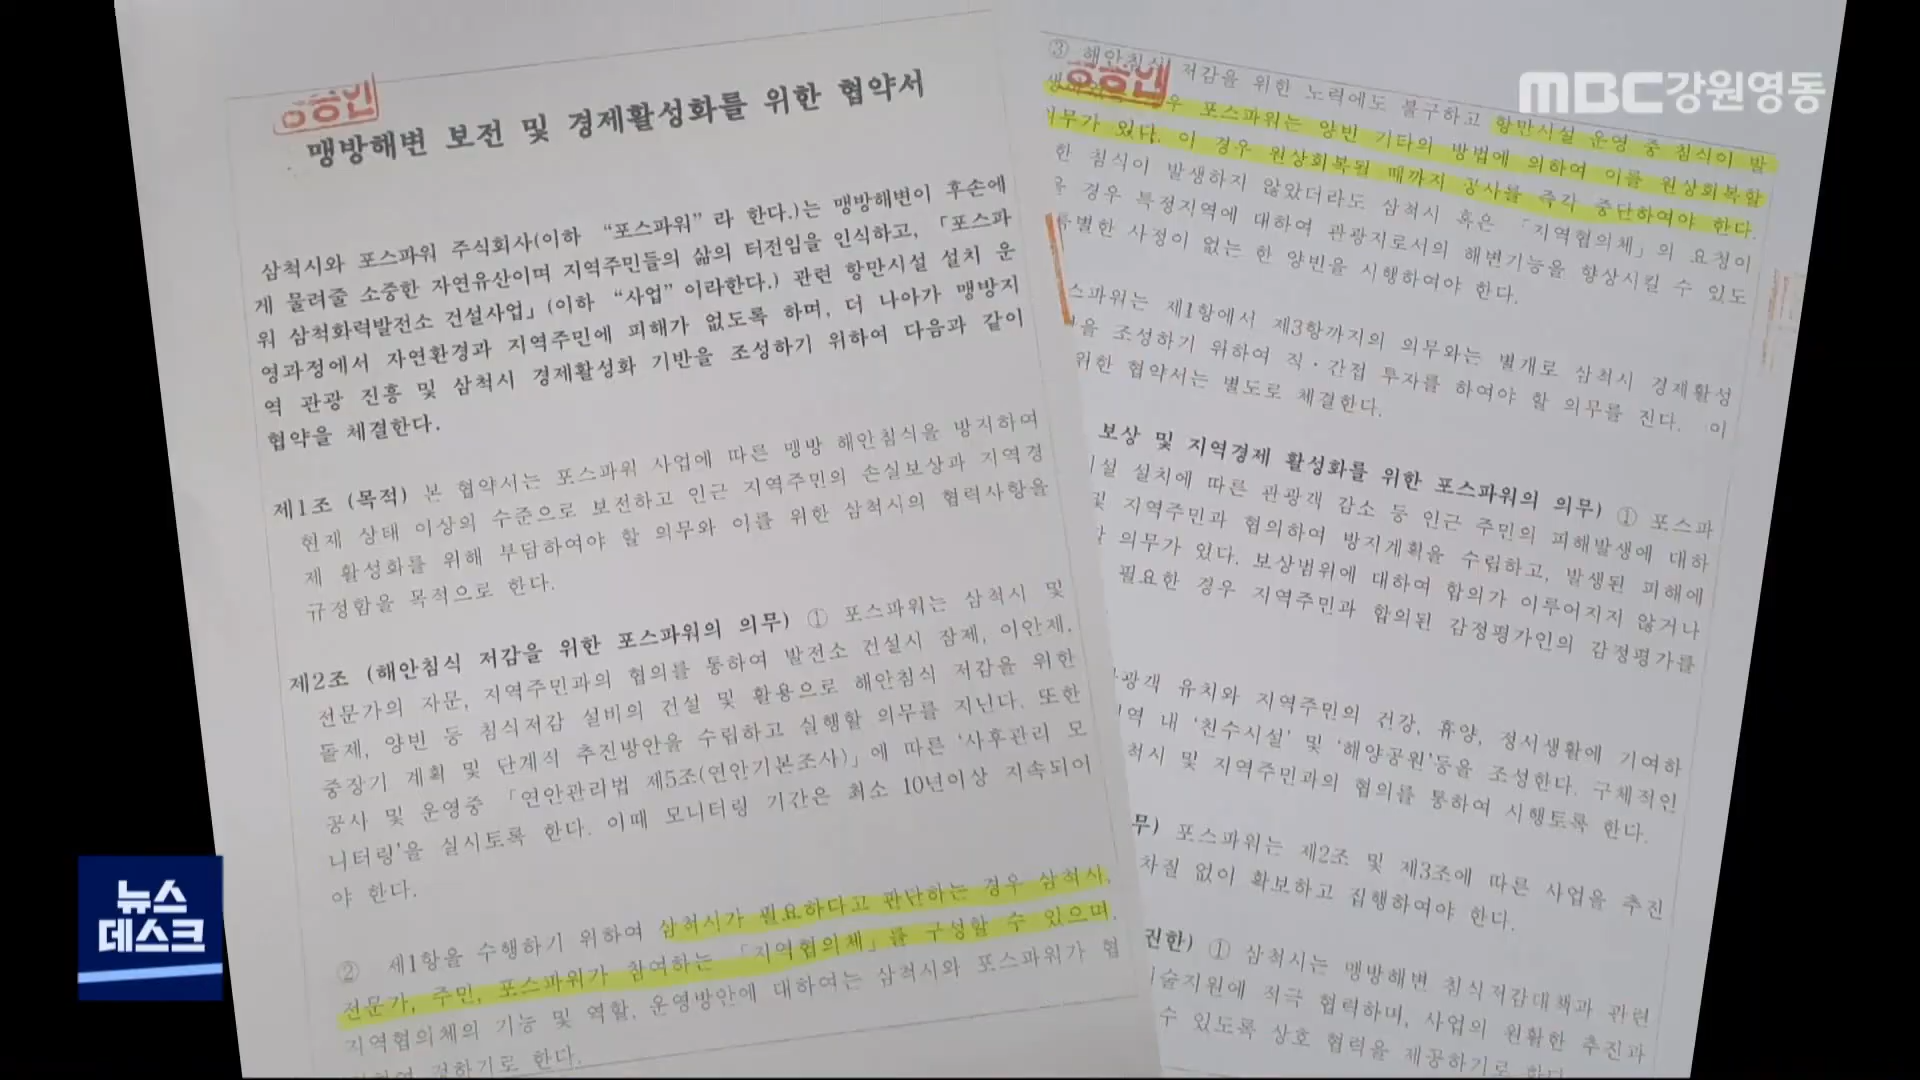 MBC강원영동
공증인
맹방해변 보전 및 경제활성화를 위한 협약서
삼척시와 포스파워 주식회사(이하 “포스파워”라 한다.)는 맹방해변이 후손에
게 물려줄 소중한 자연유산이며 지역주민들의 삶의 터전임을 인식하고, 「포스파
워 삼척화력발전소 건설사업」(이하 “사업”이라한다.) 관련 항만시설 설치 운
영과정에서 자연환경과 지역주민에 피해가 없도록 하며, 더 나아가 맹방지
역 관광 진흥 및 삼척시 경제활성화 기반을 조성하기 위하여 다음과 같이
협약을 체결한다.
제1조 (목적) 본 협약서는 포스파워 사업에 따른 맹방 해안침식을 방지하여
현재 상태 이상의 수준으로 보전하고 인근 지역주민의 손실보상과 지역경
제 활성화를 위해 부담하여야 할 의무와 이를 위한 삼척시의 협력사항을
규정함을 목적으로 한다.
제2조 (해안침식 저감을 위한 포스파워의 의무) ① 포스파워는 삼척시 및
전문가의 자문, 지역주민과의 협의를 통하여 발전소 건설시 잠제, 이안제,
돌제, 양빈 등 침식저감 설비의 건설 및 활용으로 해안침식 저감을 위한
중장기 계획 및 단계적 추진방안을 수립하고 실행할 의무를 지닌다. 또한
공사 및 운영중 「연안관리법 제5조(연안기본조사)」에 따른 ‘사후관리 모
니터링’을 실시토록 한다. 이때 모니터링 기간은 최소 10년이상 지속되어
야 한다.
② 제1항을 수행하기 위하여 삼척시가 필요하다고 판단하는 경우 삼척시,
전문가, 주민, 포스파워가 참여하는 「지역협의체」를 구성할 수 있으며,
지역협의체의 기능 및 역할, 운영방안에 대하여는 삼척시와 포스파워가 협
정하기로 한다.
③ 해안침식 저감을 위한 노력에도 불구하고 항만시설 운영 중 침식이 발
포스파워는 양빈 기타의 방법에 의하여 이를 원상회복할
의무가 있다. 이 경우 원상회복될 때까지 공사를 즉각 중단하여야 한다.
한 침식이 발생하지 않았더라도 삼척시 혹은 「지역협의체」의 요청이
경우 특정지역에 대하여 관광지로서의 해변기능을 향상시킬 수 있도
특별한 사정이 없는 한 양빈을 시행하여야 한다.
스파워는 제1항에서 제3항까지의 의무와는 별개로 삼척시 경제활성
을 조성하기 위하여 직·간접 투자를 하여야 할 의무를 진다. 이
위한 협약서는 별도로 체결한다.
보상 및 지역경제 활성화를 위한 포스파워의 의무) ① 포스파
설 설치에 따른 관광객 감소 등 인근 주민의 피해발생에 대하
및 지역주민과 협의하여 방지계획을 수립하고, 발생된 피해에
의무가 있다. 보상범위에 대하여 합의가 이루어지지 않거나
필요한 경우 지역주민과 합의된 감정평가인의 감정평가를
관광객 유치와 지역주민의 건강, 휴양, 정서생활에 기여하
역 내 ‘친수시설’ 및 ‘해양공원’등을 조성한다. 구체적인
척시 및 지역주민과의 협의를 통하여 시행토록 한다.
무) 포스파워는 제2조 및 제3조에 따른 사업을 추진
차질 없이 확보하고 집행하여야 한다.
권한) ① 삼척시는 맹방해변 침식저감대책과 관련
술지원에 적극 협력하며, 사업의 원활한 추진과
수 있도록 상호 협력을 제공하기로 한다
뉴스
데스크